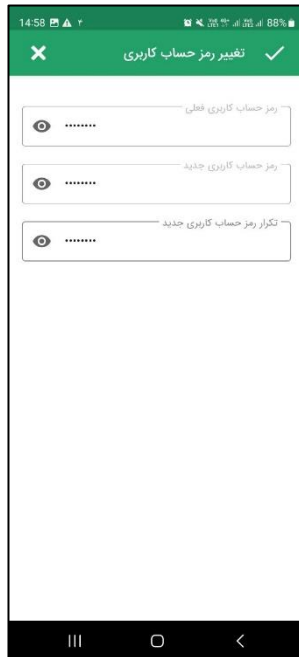 14:58 ۲ 88%
تغییر رمز حساب کاربری
رمز حساب کاربری فعلی
••••••••
رمز حساب کاربری جدید
••••••••
تکرار رمز حساب کاربری جدید
••••••••